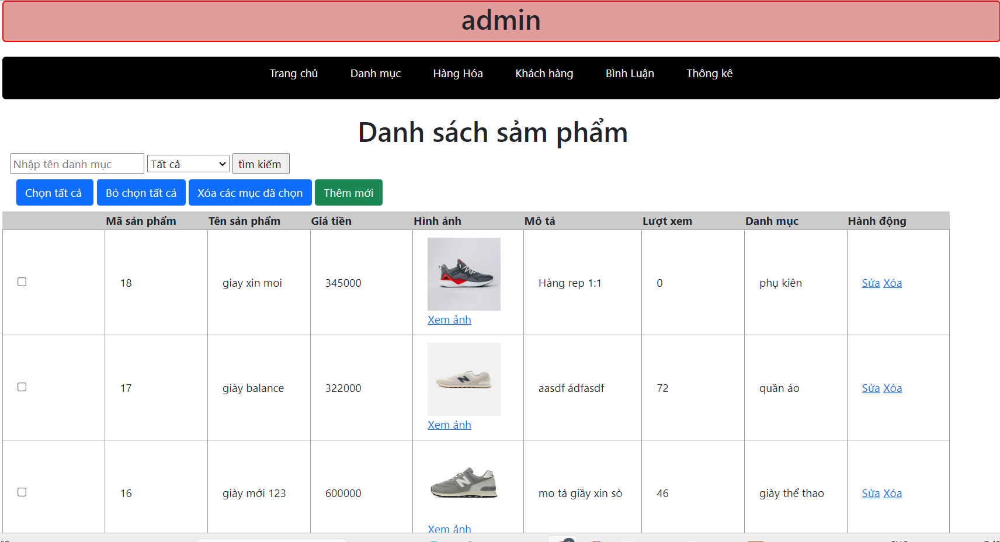 admin
Trang chủ Danh mục Hàng Hóa Khách hàng Bình Luận Thông kê
Danh sách sảm phẩm
Nhập tên danh mục Tất cả tìm kiếm
Chọn tất cả Bỏ chọn tất cả Xóa các mục đã chọn Thêm mới
Mã sản phẩm Tên sản phẩm Giá tiền Hình ảnh Mô tả Lượt xem Danh mục Hành động
18 giay xin moi 345000 Hàng rep 1:1 0 phụ kiên Sửa Xóa
Xem ảnh
17 giày balance 322000 aasdf ádfasdf 72 quần áo Sửa Xóa
Xem ảnh
16 giày mới 123 600000 mo tả giầy xin sò 46 giày thể thao Sửa Xóa
Xem ảnh